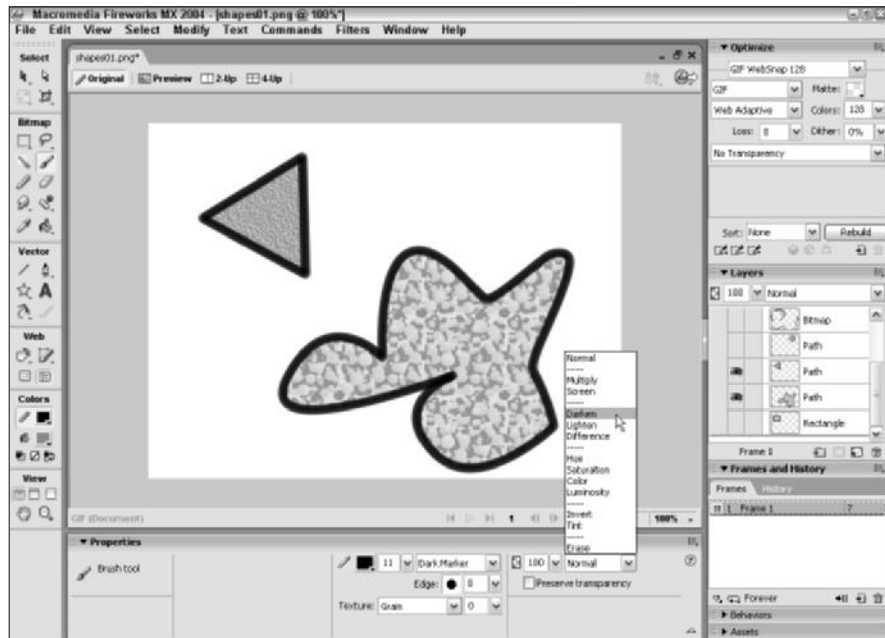 Macromedia Fireworks MX 2004 - [shapes01.png @ 100%*]
File Edit View Select Modify Text Commands Filters Window Help
Select
Bitmap
Vector
A
Web
Colors
View
shapes01.png*
Original Preview 2-Up 4-Up
GIF (Document)
1
100%
Normal
-----
Multiply
Screen
-----
Darken
Lighten
Difference
-----
Hue
Saturation
Color
Luminosity
-----
Invert
Tint
-----
Erase
Properties
Brush tool
11 Dark Marker
Edge: 0
Texture: Grain 0
100 Normal
Preserve transparency
Optimize
GIF WebSnap 128
GIF Matte:
Web Adaptive Colors: 128
Loss: 0 Dither: 0%
No Transparency
Sort: None Rebuild
Layers
100 Normal
Bitmap
Path
Path
Path
Rectangle
Frame 1
Frames and History
Frames History
1 Frame 1 7
Forever
Behaviors
Assets